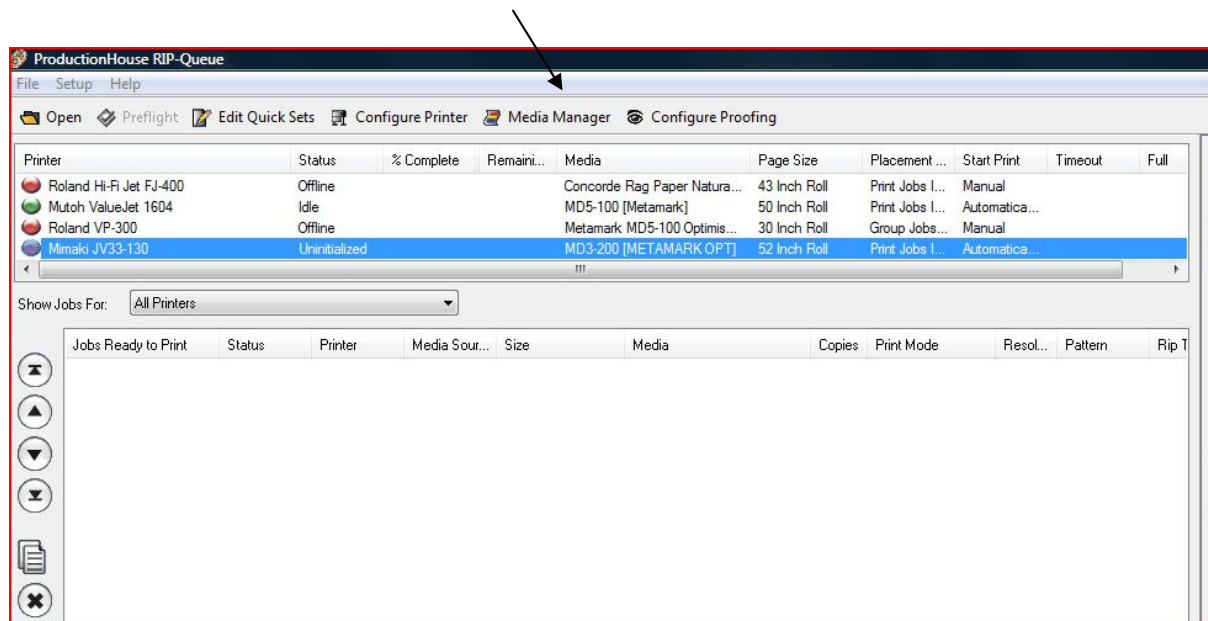 ProductionHouse RIP-Queue
File Setup Help
Open Preflight Edit Quick Sets Configure Printer Media Manager Configure Proofing
Printer Status % Complete Remaini... Media Page Size Placement ... Start Print Timeout Full
Roland Hi-Fi Jet FJ-400 Offline Concorde Rag Paper Natura... 43 Inch Roll Print Jobs I... Manual
Mutoh ValueJet 1604 Idle MD5-100 [Metamark] 50 Inch Roll Print Jobs I... Automatica...
Roland VP-300 Offline Metamark MD5-100 Optimis... 30 Inch Roll Group Jobs... Manual
Mimaki JV33-130 Uninitialized MD3-200 [METAMARK OPT] 52 Inch Roll Print Jobs I... Automatica...
Show Jobs For: All Printers
Jobs Ready to Print Status Printer Media Sour... Size Media Copies Print Mode Resol... Pattern Rip T